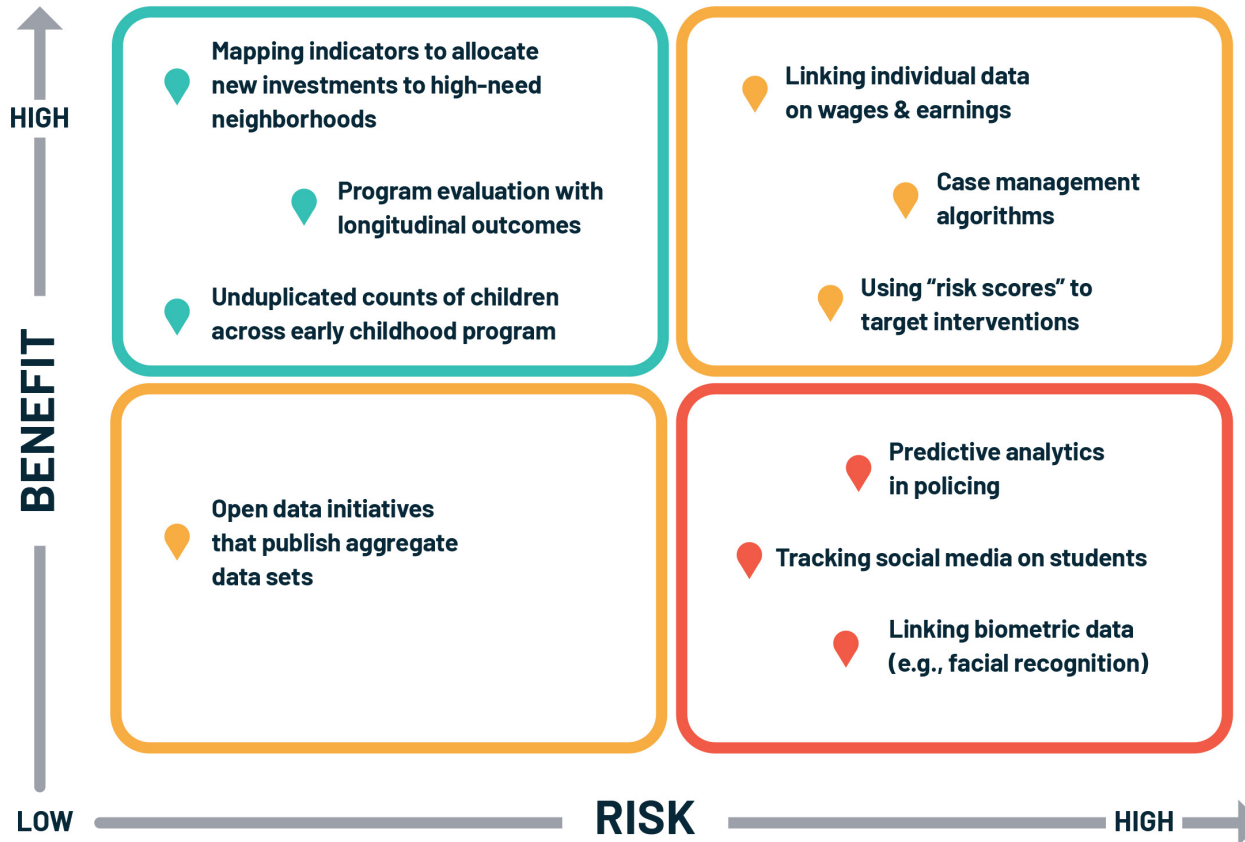 HIGH
BENEFIT
LOW
Mapping indicators to allocate
new investments to high-need
neighborhoods
Program evaluation with
longitudinal outcomes
Unduplicated counts of children
across early childhood program
Linking individual data
on wages & earnings
Case management
algorithms
Using “risk scores” to
target interventions
Open data initiatives
that publish aggregate
data sets
Predictive analytics
in policing
Tracking social media on students
Linking biometric data
(e.g., facial recognition)
RISK
HIGH